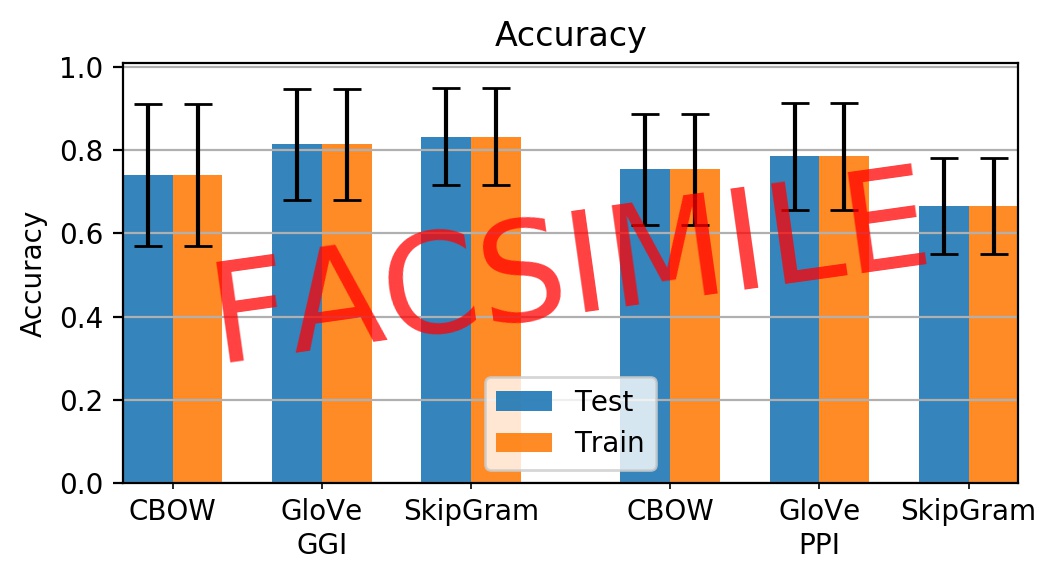 Accuracy
Accuracy
1.0
0.8
0.6
0.4
0.2
0.0
FACSIMILE
Test
Train
CBOW GloVe SkipGram CBOW GloVe SkipGram
GGI PPI